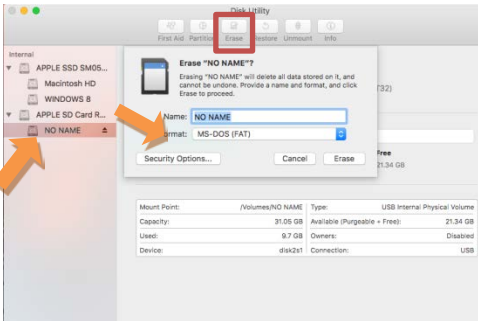 Disk Utility
First Aid Partition Erase Restore Unmount Info
Internal
APPLE SSD SM05...
Macintosh HD
WINDOWS 8
APPLE SD Card R...
NO NAME
Erase "NO NAME"?
Erasing "NO NAME" will delete all data stored on it, and
cannot be undone. Provide a name and format, and click
Erase to proceed.
T32)
Name: NO NAME
ormat: MS-DOS (FAT)
Security Options... Cancel Erase
Free
21.34 GB
Mount Point: /Volumes/NO NAME Type: USB Internal Physical Volume
Capacity: 31.05 GB Available (Purgeable + Free): 21.34 GB
Used: 9.7 GB Owners: Disabled
Device: disk2s1 Connection: USB